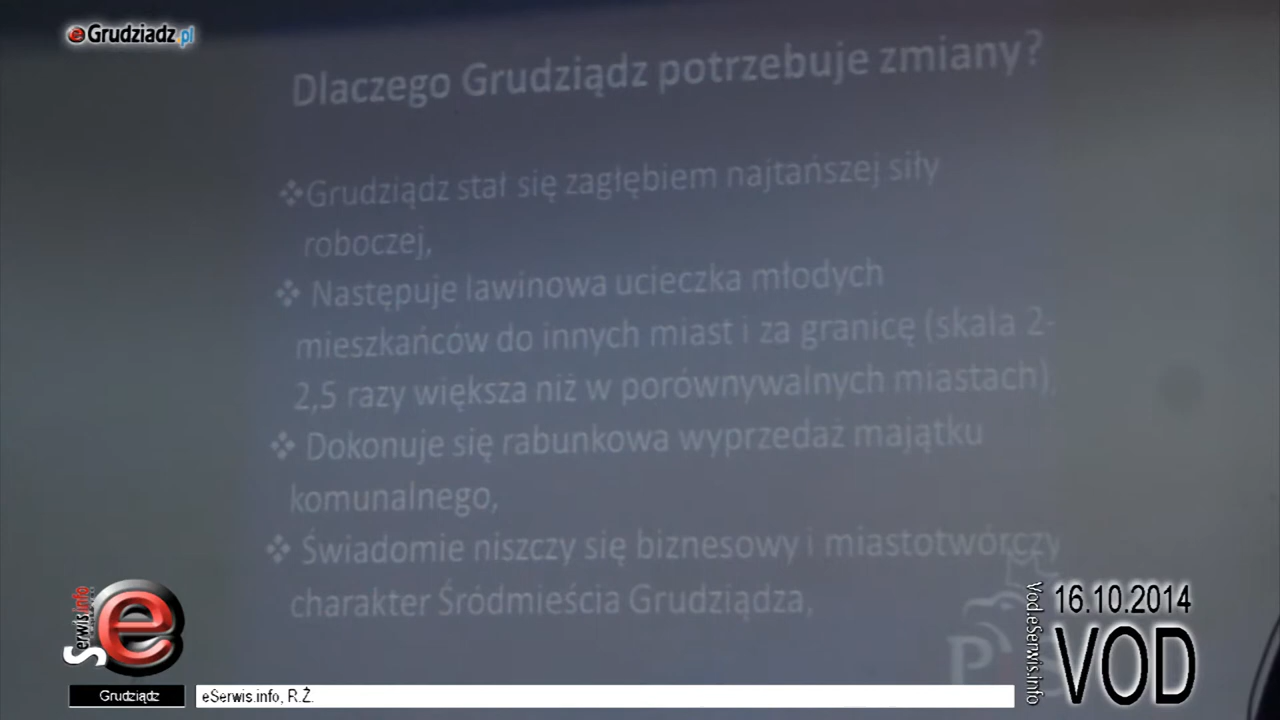 eGrudziadz.pl
Dlaczego Grudziądz potrzebuje zmiany?
❖Grudziądz stał się zagłębiem najtańszej siły
roboczej,
❖ Następuje lawinowa ucieczka młodych
mieszkańców do innych miast i za granicę (skala 2-
2,5 razy większa niż w porównywalnych miastach),
❖ Dokonuje się rabunkowa wyprzedaż majątku
komunalnego,
❖ Świadomie niszczy się biznesowy i miastotwórczy
charakter Śródmieścia Grudziądza,
PiS
eSerwis.info
Grudziądz
eSerwis.info, R.Ż.
Vod.eSerwis.info
16.10.2014
VOD